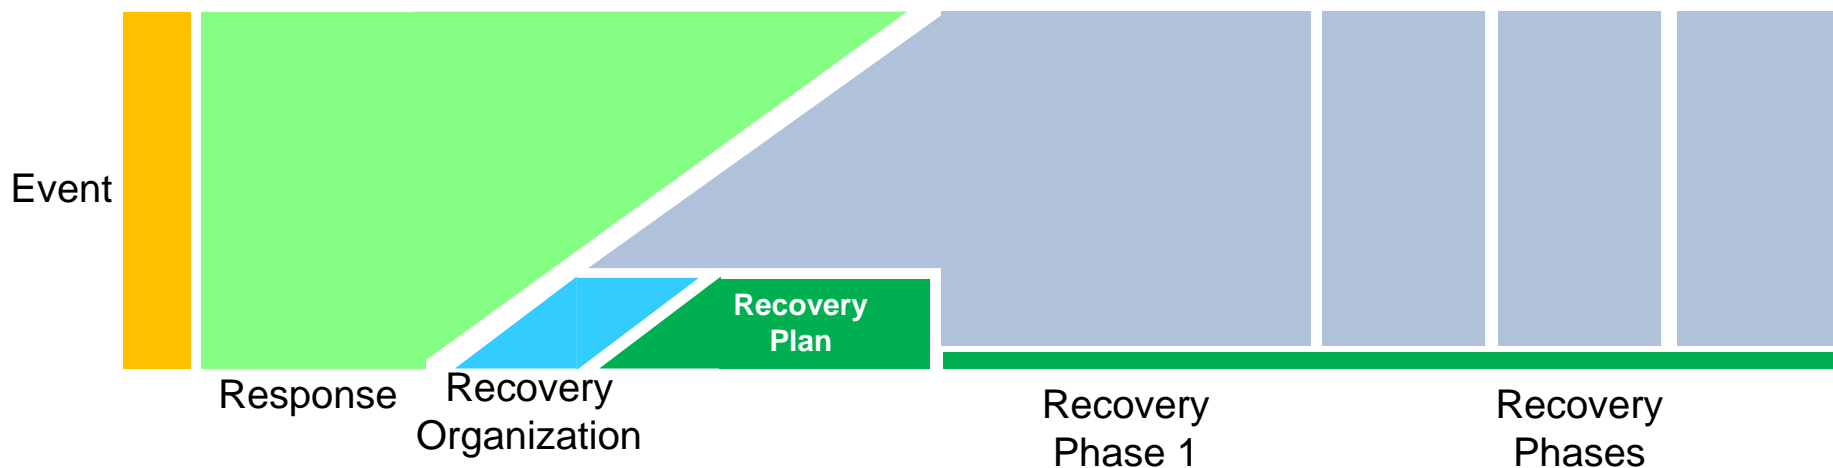 Event
Recovery
Plan
Response
Recovery
Organization
Recovery
Phase 1
Recovery
Phases